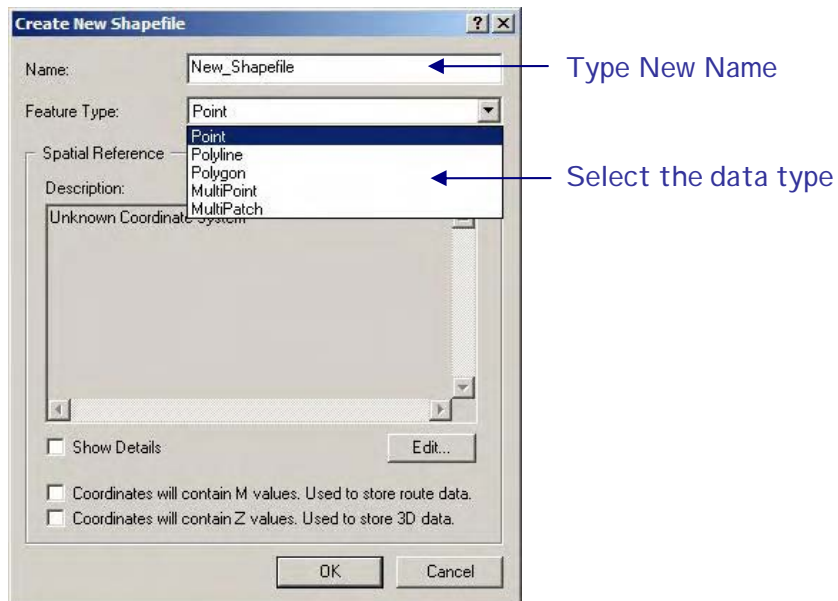 Create New Shapefile
Name: New_Shapefile Type New Name
Feature Type: Point
Point
Polyline
Polygon
MultiPoint
MultiPatch
Select the data type
Spatial Reference
Description:
Unknown Coordinate System
Show Details Edit...
Coordinates will contain M values. Used to store route data.
Coordinates will contain Z values. Used to store 3D data.
OK Cancel